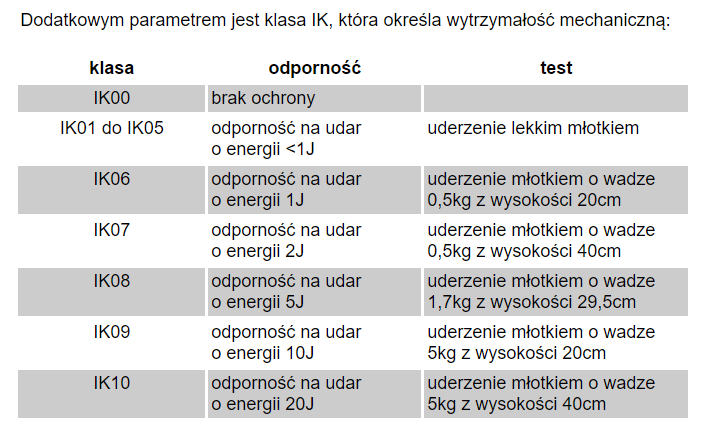 Dodatkowym parametrem jest klasa IK, która określa wytrzymałość mechaniczną:
klasa odporność test
IK00 brak ochrony
IK01 do IK05 odporność na udar uderzenie lekkim młotkiem
o energii <1J
IK06 odporność na udar uderzenie młotkiem o wadze
o energii 1J 0,5kg z wysokości 20cm
IK07 odporność na udar uderzenie młotkiem o wadze
o energii 2J 0,5kg z wysokości 40cm
IK08 odporność na udar uderzenie młotkiem o wadze
o energii 5J 1,7kg z wysokości 29,5cm
IK09 odporność na udar uderzenie młotkiem o wadze
o energii 10J 5kg z wysokości 20cm
IK10 odporność na udar uderzenie młotkiem o wadze
o energii 20J 5kg z wysokości 40cm